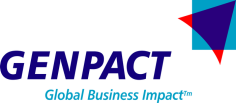 GENPACT
Global Business Impact™